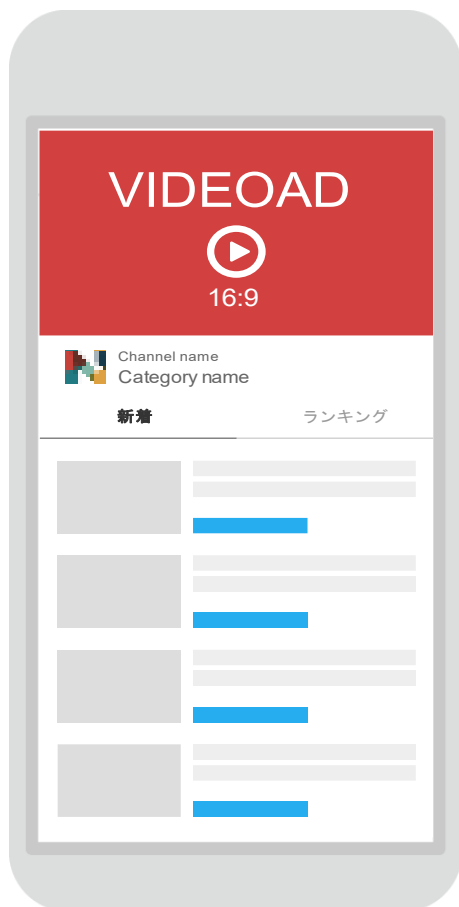 VIDEOAD
16:9
Channel name
Category name
新着
ランキング